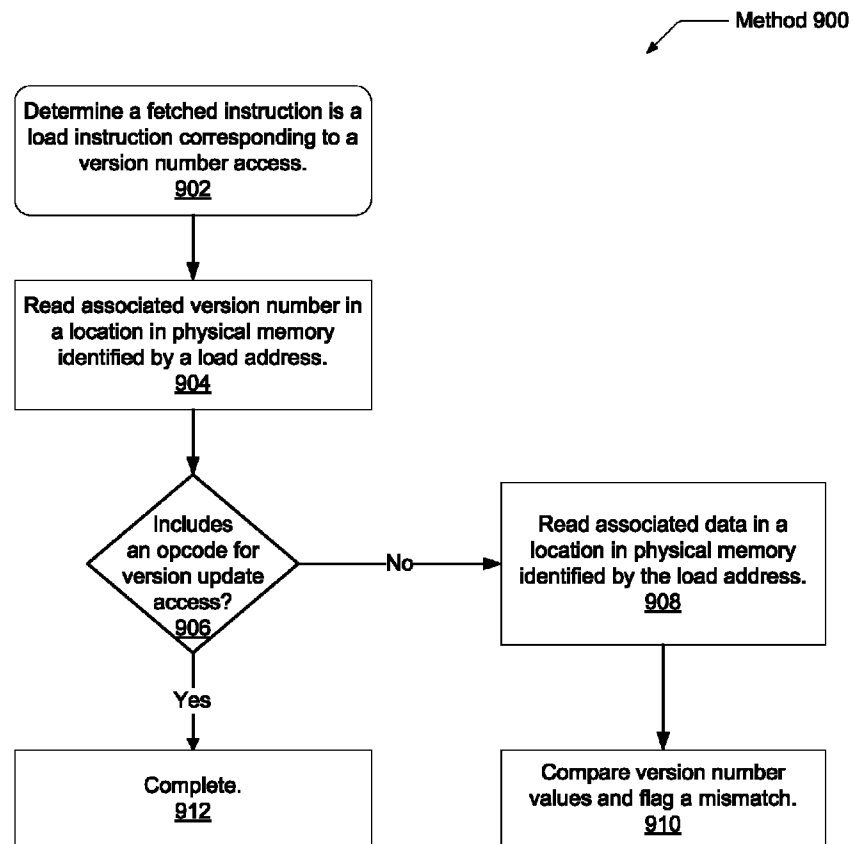 Method 900
Determine a fetched instruction is a
load instruction corresponding to a
version number access.
902
Read associated version number in
a location in physical memory
identified by a load address.
904
Includes
an opcode for
version update
access?
906
No
Read associated data in a
location in physical memory
identified by the load address.
908
Yes
Complete.
912
Compare version number
values and flag a mismatch.
910